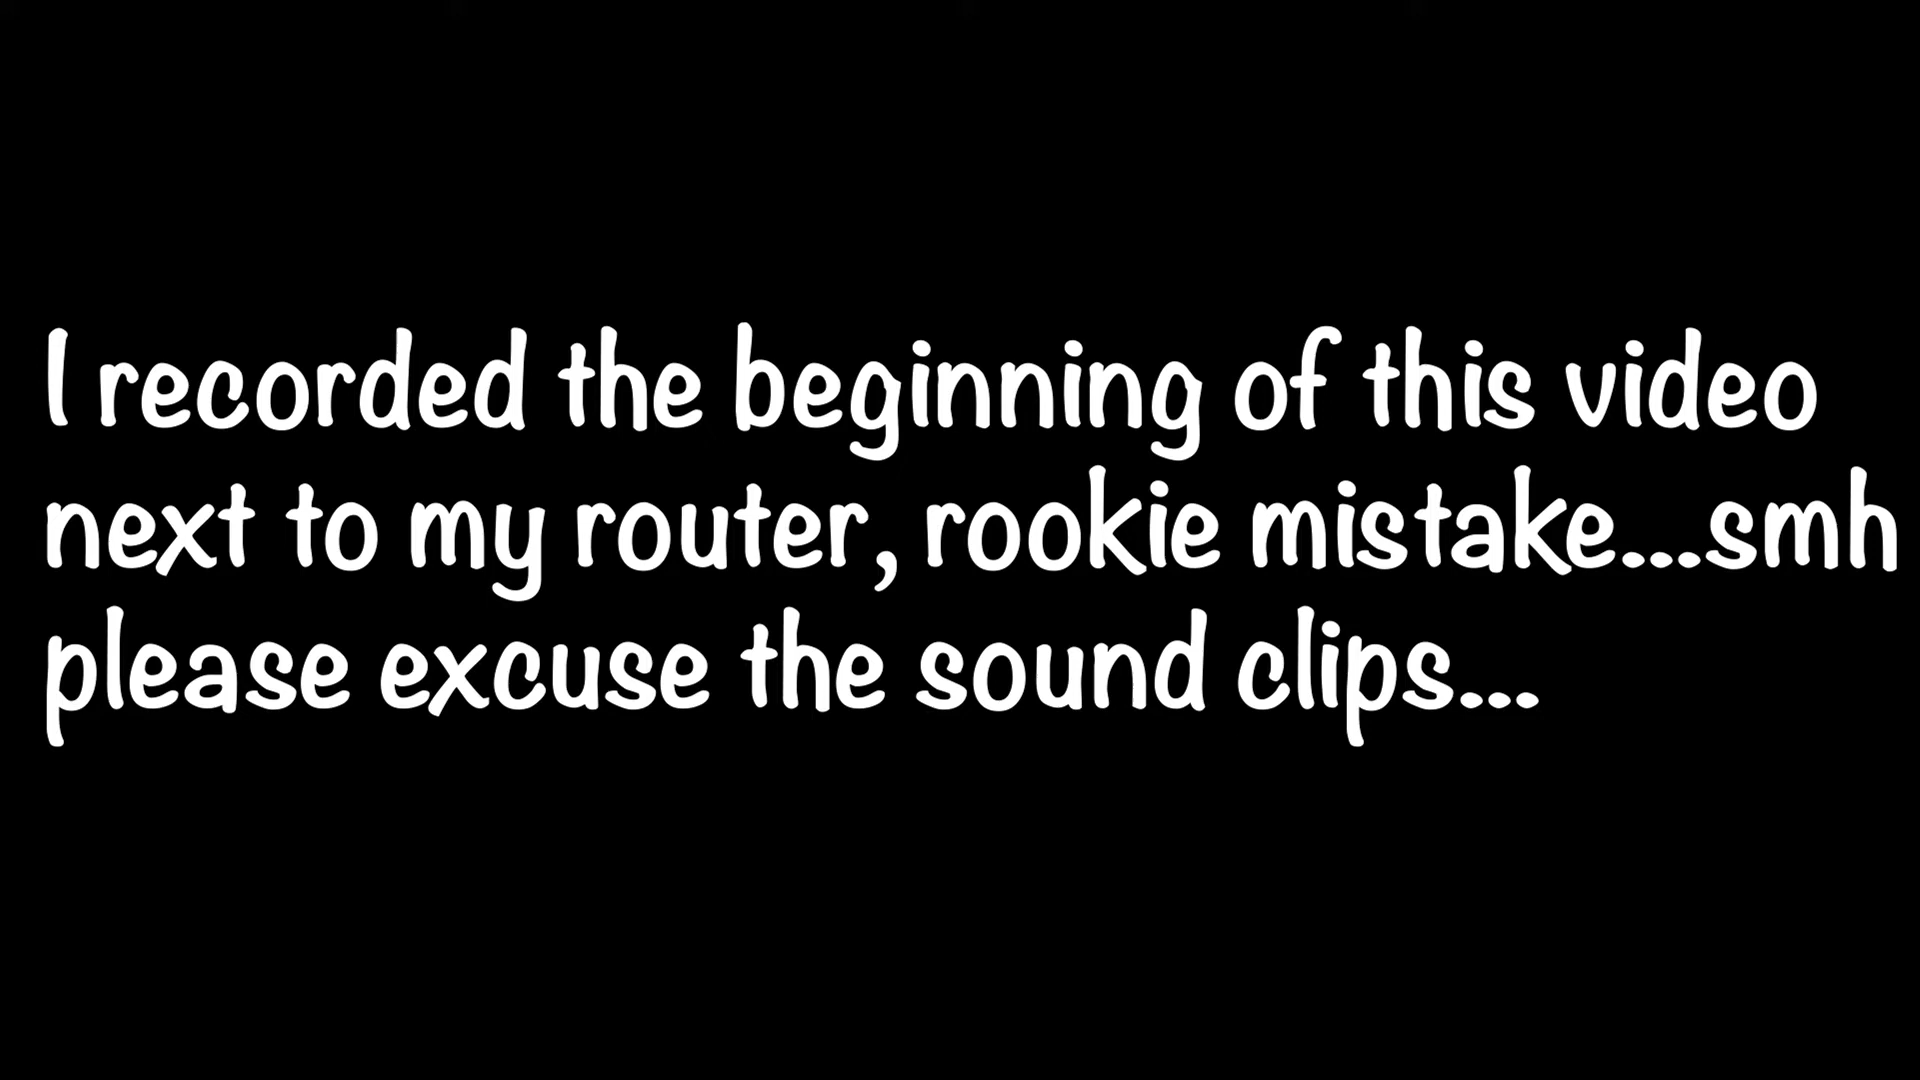 I recorded the beginning of this video
next to my router, rookie mistake...smh
please excuse the sound clips...